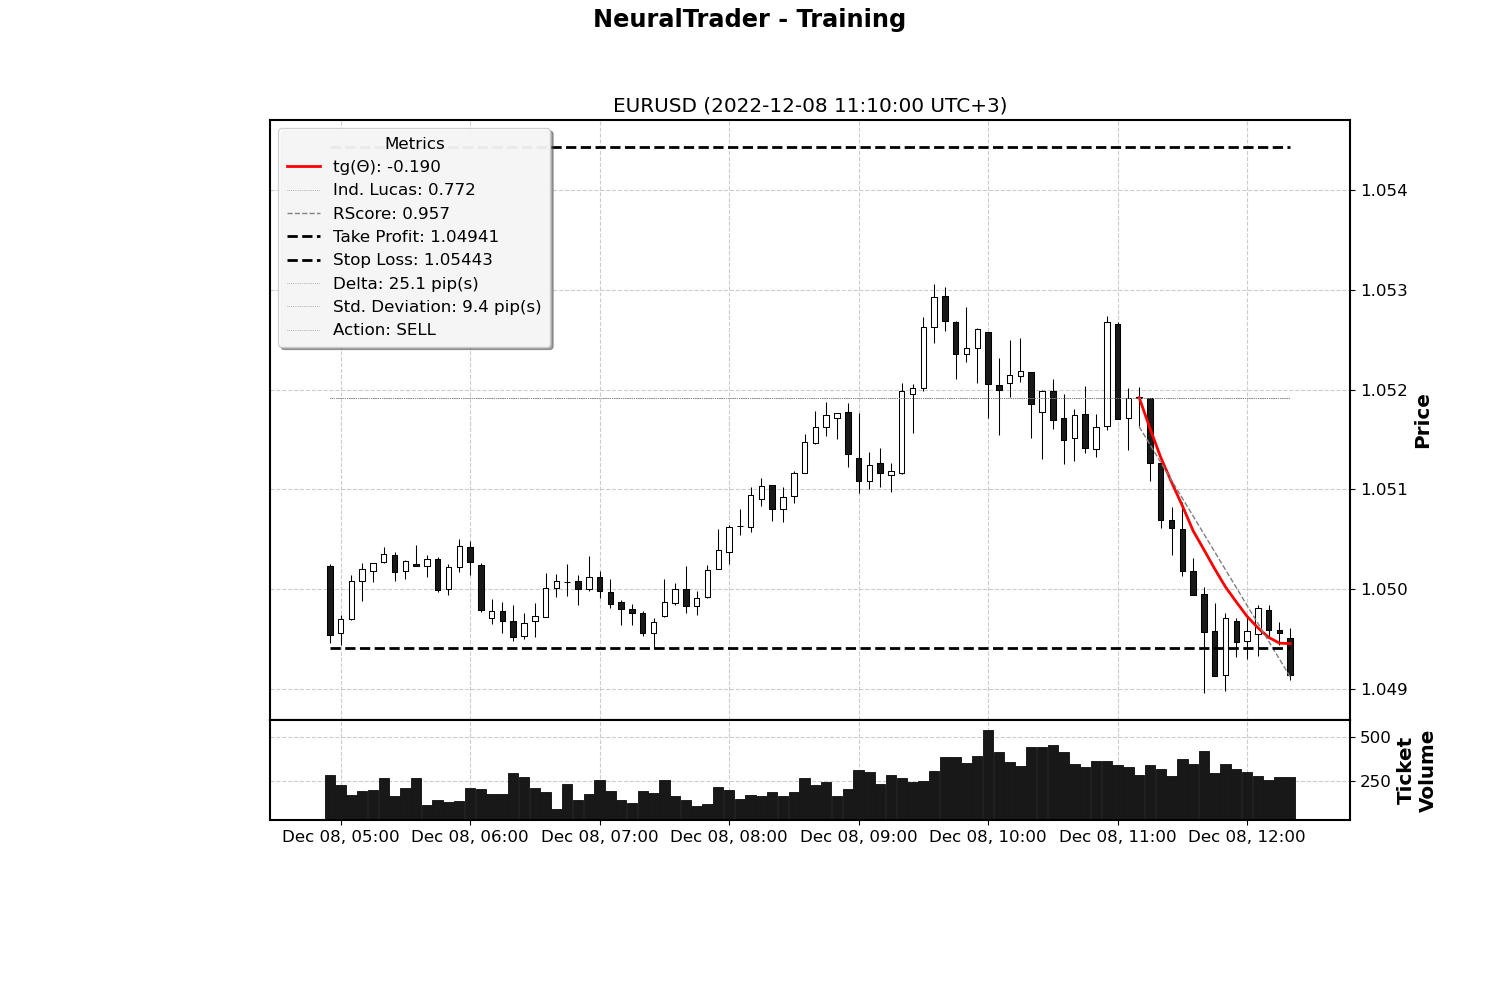 NeuralTrader - Training
EURUSD (2022-12-08 11:10:00 UTC+3)
Metrics
tg(Θ): -0.190
Ind. Lucas: 0.772
RScore: 0.957
Take Profit: 1.04941
Stop Loss: 1.05443
Delta: 25.1 pip(s)
Std. Deviation: 9.4 pip(s)
Action: SELL
1.054
1.053
1.052
1.051
1.050
1.049
Price
500
250
Ticket
Volume
Dec 08, 05:00
Dec 08, 06:00
Dec 08, 07:00
Dec 08, 08:00
Dec 08, 09:00
Dec 08, 10:00
Dec 08, 11:00
Dec 08, 12:00